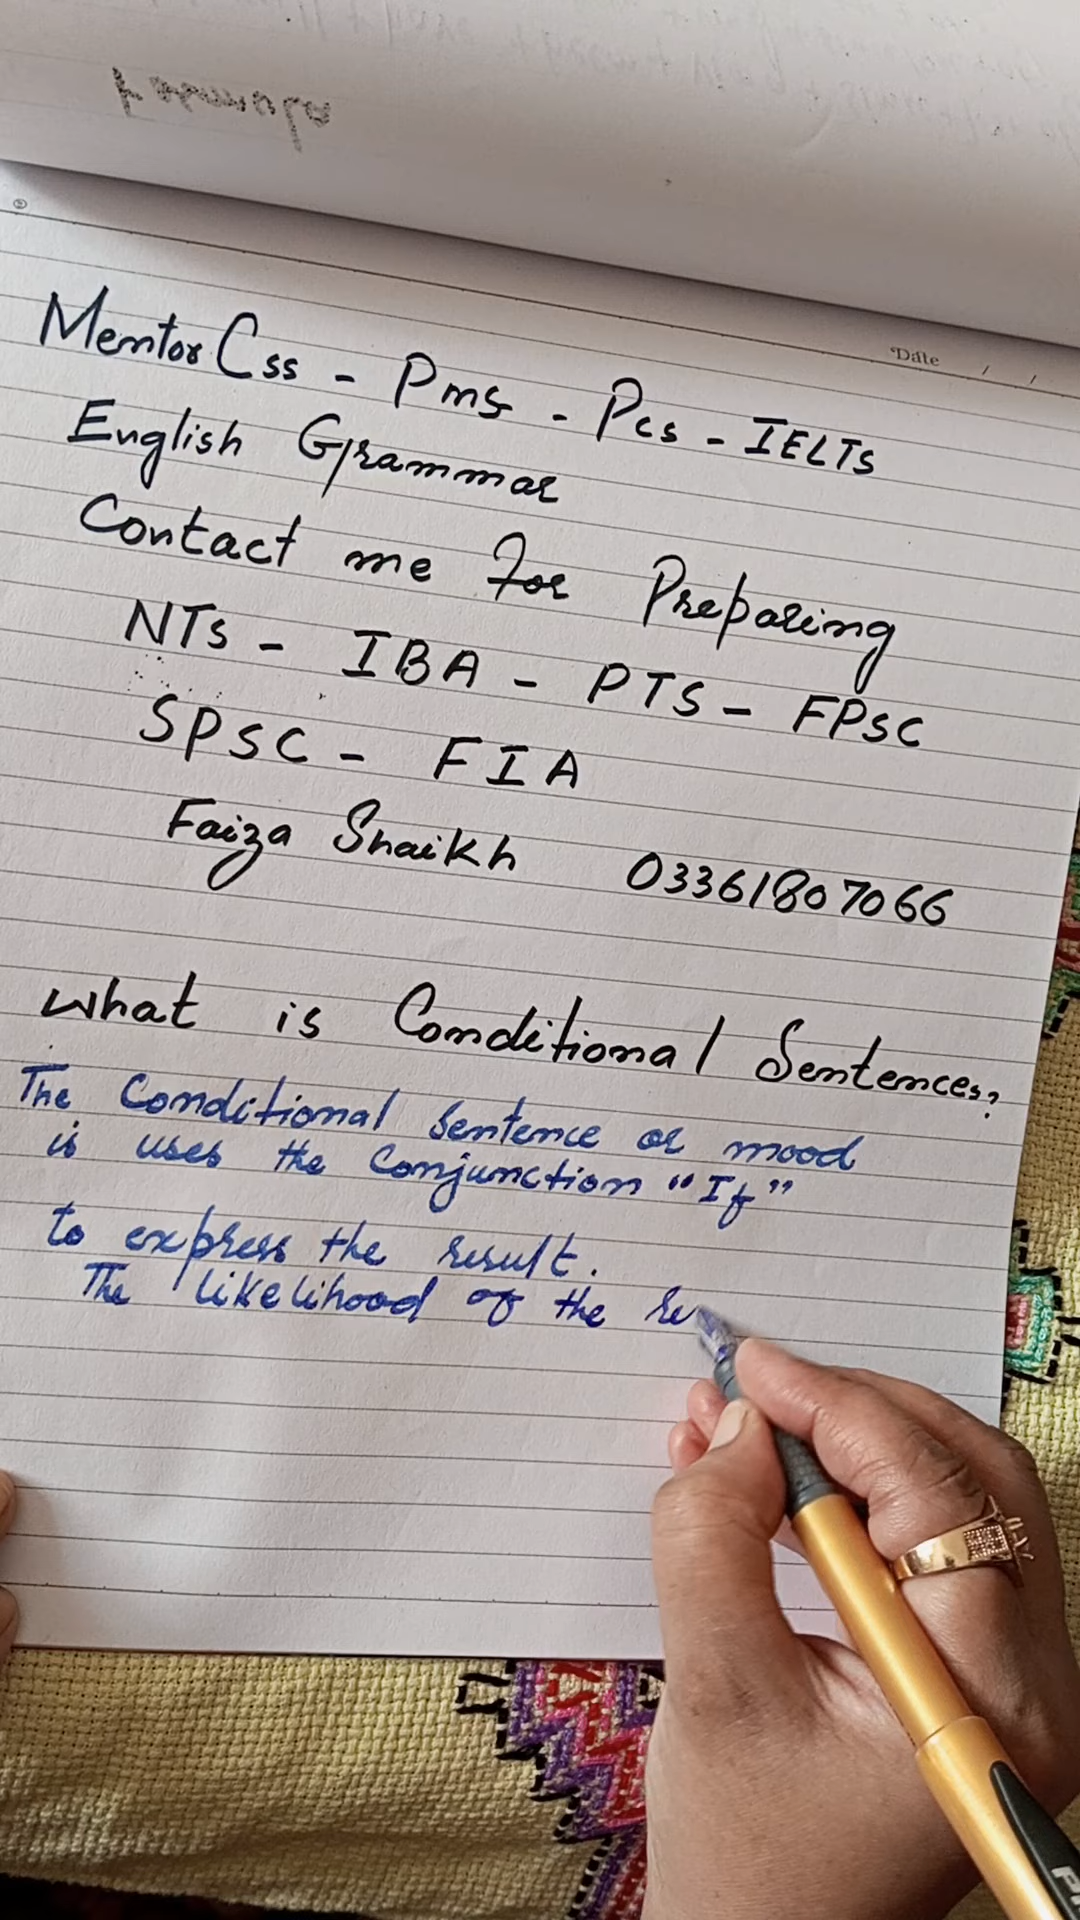 Date / /
Mentor Css - Pms - Pcs - IELTS
English Grammar
Contact me For Preparing
NTs - IBA - PTS - FPSC
SPSC - FIA
Faiza Shaikh 03361807066
What is Conditional Sentences?
The Conditional Sentence or mood
is uses the Conjunction "If"
to express the result.
The likelihood of the